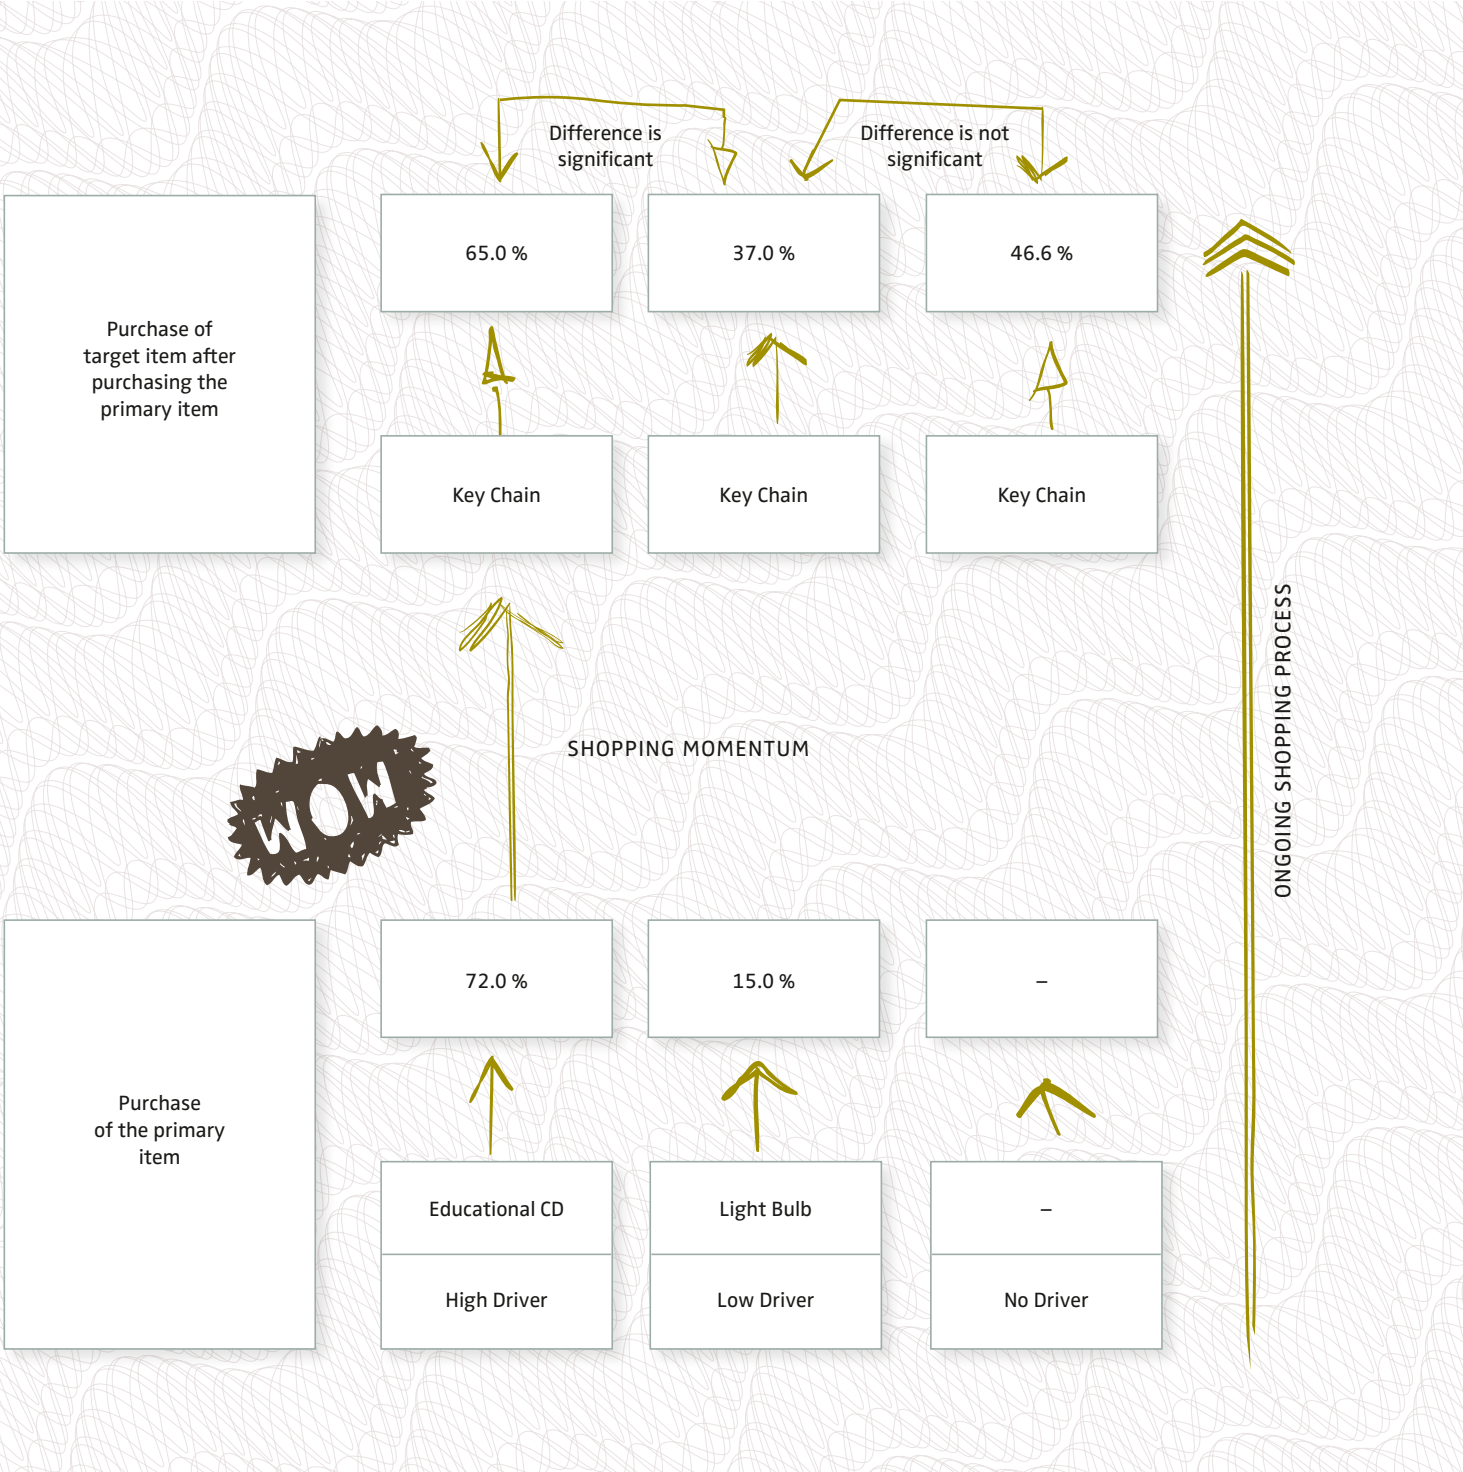 Difference is
significant
Difference is not
significant
Purchase of
target item after
purchasing the
primary item
65.0 %
37.0 %
46.6 %
Key Chain
Key Chain
Key Chain
ONGOING SHOPPING PROCESS
SHOPPING MOMENTUM
WOW
Purchase
of the primary
item
72.0 %
15.0 %
–
Educational CD
Light Bulb
–
High Driver
Low Driver
No Driver